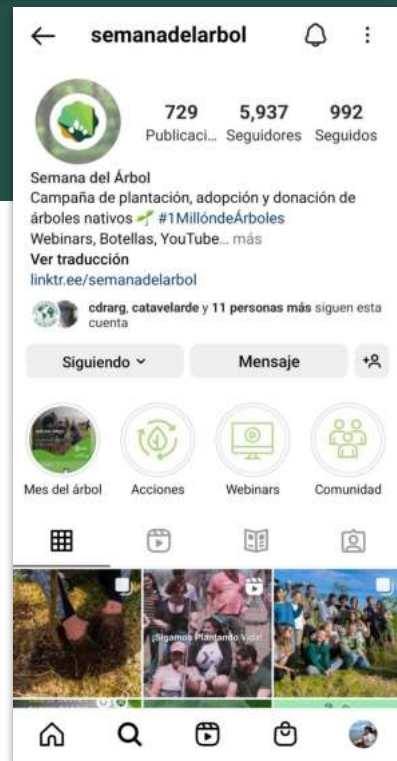 semanadelarbol
729 5,937 992
Publicaci... Seguidores Seguidos
Semana del Árbol
Campaña de plantación, adopción y donación de
árboles nativos #1MillóndeÁrboles
Webinars, Botellas, YouTube... más
Ver traducción
linktr.ee/semanadelarbol
cdrarg, catavelarde y 11 personas más siguen esta
cuenta
Siguiendo Mensaje
Mes del árbol Acciones Webinars Comunidad
¡Sigamos Plantando Vida!